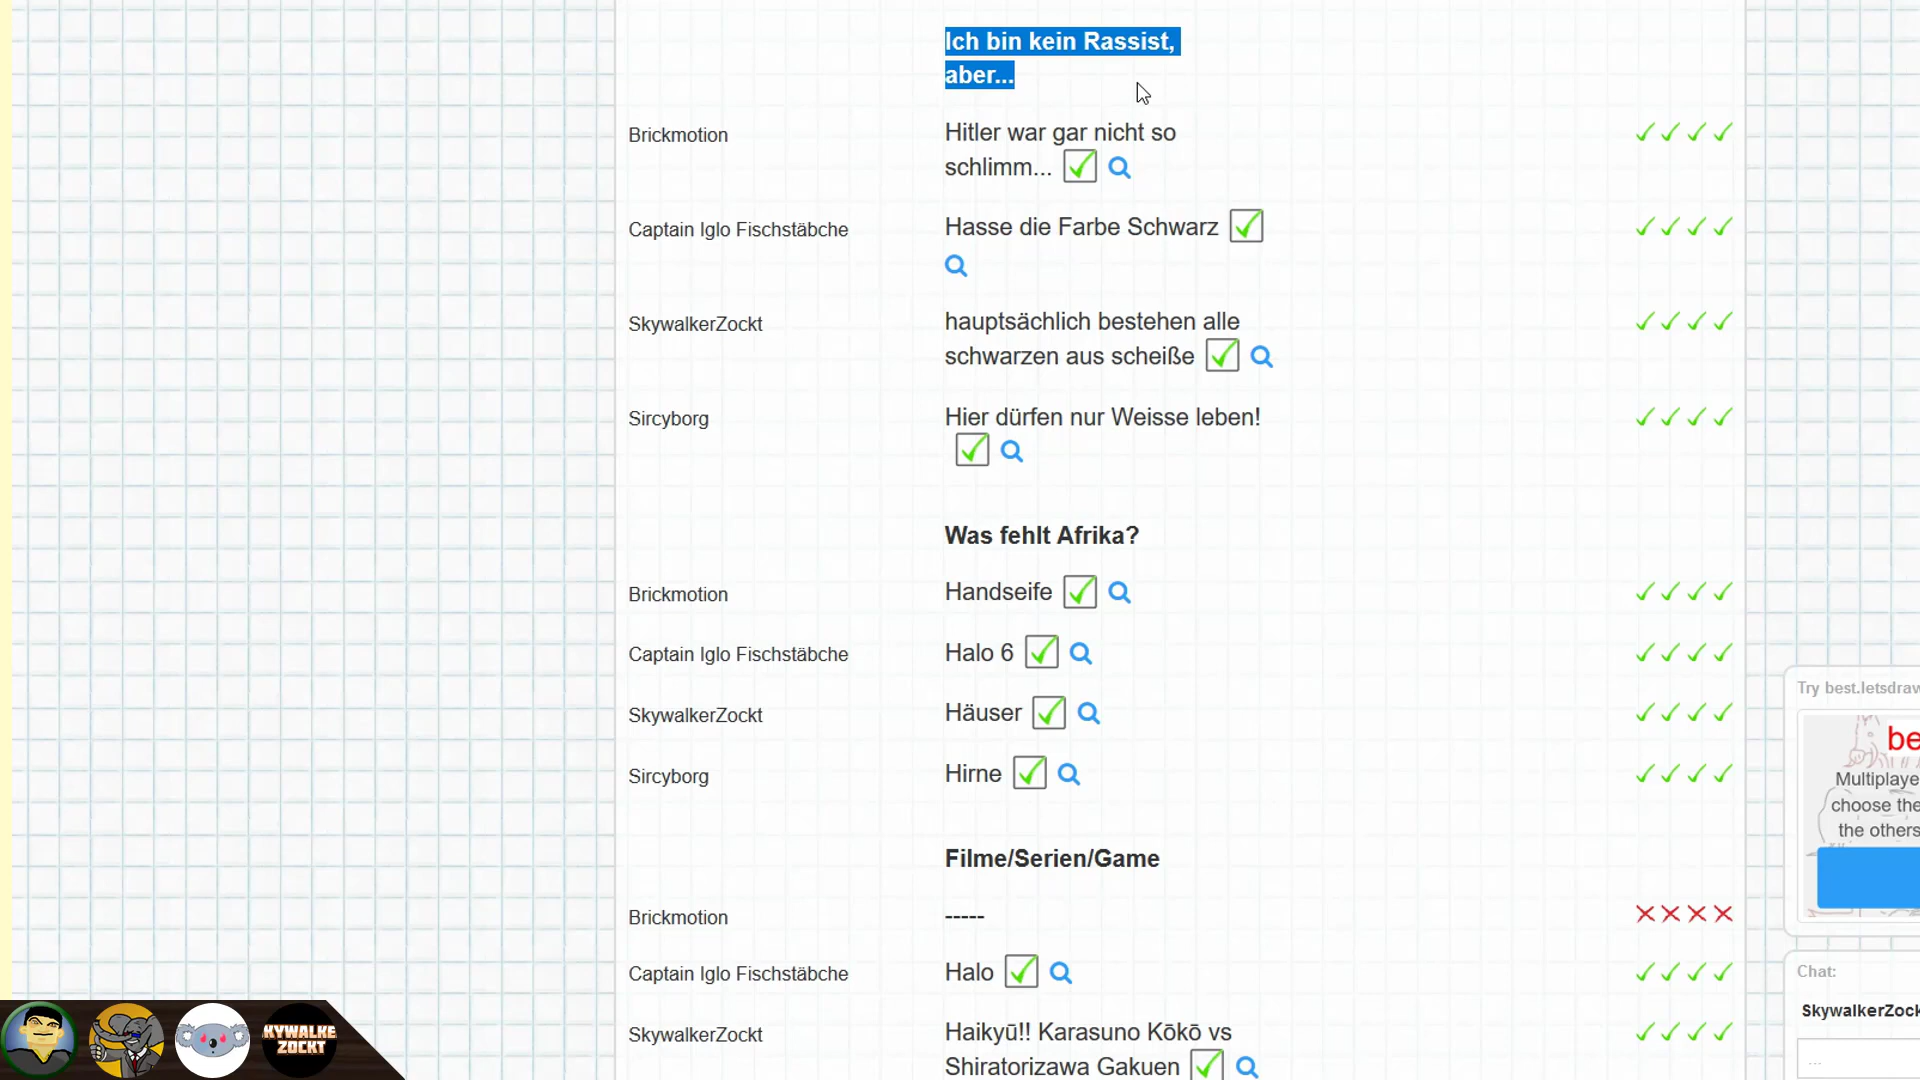 Ich bin kein Rassist,
aber...
Brickmotion
Hitler war gar nicht so
schlimm...
Captain Iglo Fischstäbche
Hasse die Farbe Schwarz
SkywalkerZockt
hauptsächlich bestehen alle
schwarzen aus scheiße
Sircyborg
Hier dürfen nur Weisse leben!
Was fehlt Afrika?
Brickmotion
Handseife
Captain Iglo Fischstäbche
Halo 6
SkywalkerZockt
Häuser
Sircyborg
Hirne
Filme/Serien/Game
Brickmotion
-----
Captain Iglo Fischstäbche
Halo
SkywalkerZockt
Haikyū!! Karasuno Kōkō vs
Shiratorizawa Gakuen
Try best.letsdraw
be
Multiplaye
choose the
the others
Chat:
SkywalkerZock
...
KYWALKE
ZOCKT